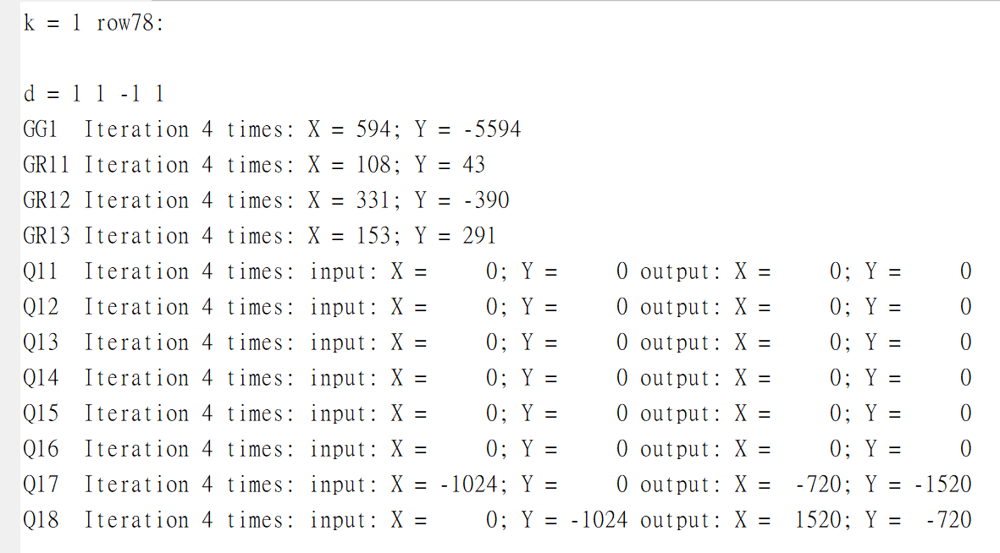 k = 1 row78:
d = 1 1 -1 1
GG1  Iteration 4 times: X = 594; Y = -5594
GR11 Iteration 4 times: X = 108; Y = 43
GR12 Iteration 4 times: X = 331; Y = -390
GR13 Iteration 4 times: X = 153; Y = 291
Q11  Iteration 4 times: input: X =     0; Y =     0 output: X =     0; Y =     0
Q12  Iteration 4 times: input: X =     0; Y =     0 output: X =     0; Y =     0
Q13  Iteration 4 times: input: X =     0; Y =     0 output: X =     0; Y =     0
Q14  Iteration 4 times: input: X =     0; Y =     0 output: X =     0; Y =     0
Q15  Iteration 4 times: input: X =     0; Y =     0 output: X =     0; Y =     0
Q16  Iteration 4 times: input: X =     0; Y =     0 output: X =     0; Y =     0
Q17  Iteration 4 times: input: X = -1024; Y =     0 output: X =  -720; Y = -1520
Q18  Iteration 4 times: input: X =     0; Y = -1024 output: X =  1520; Y =  -720